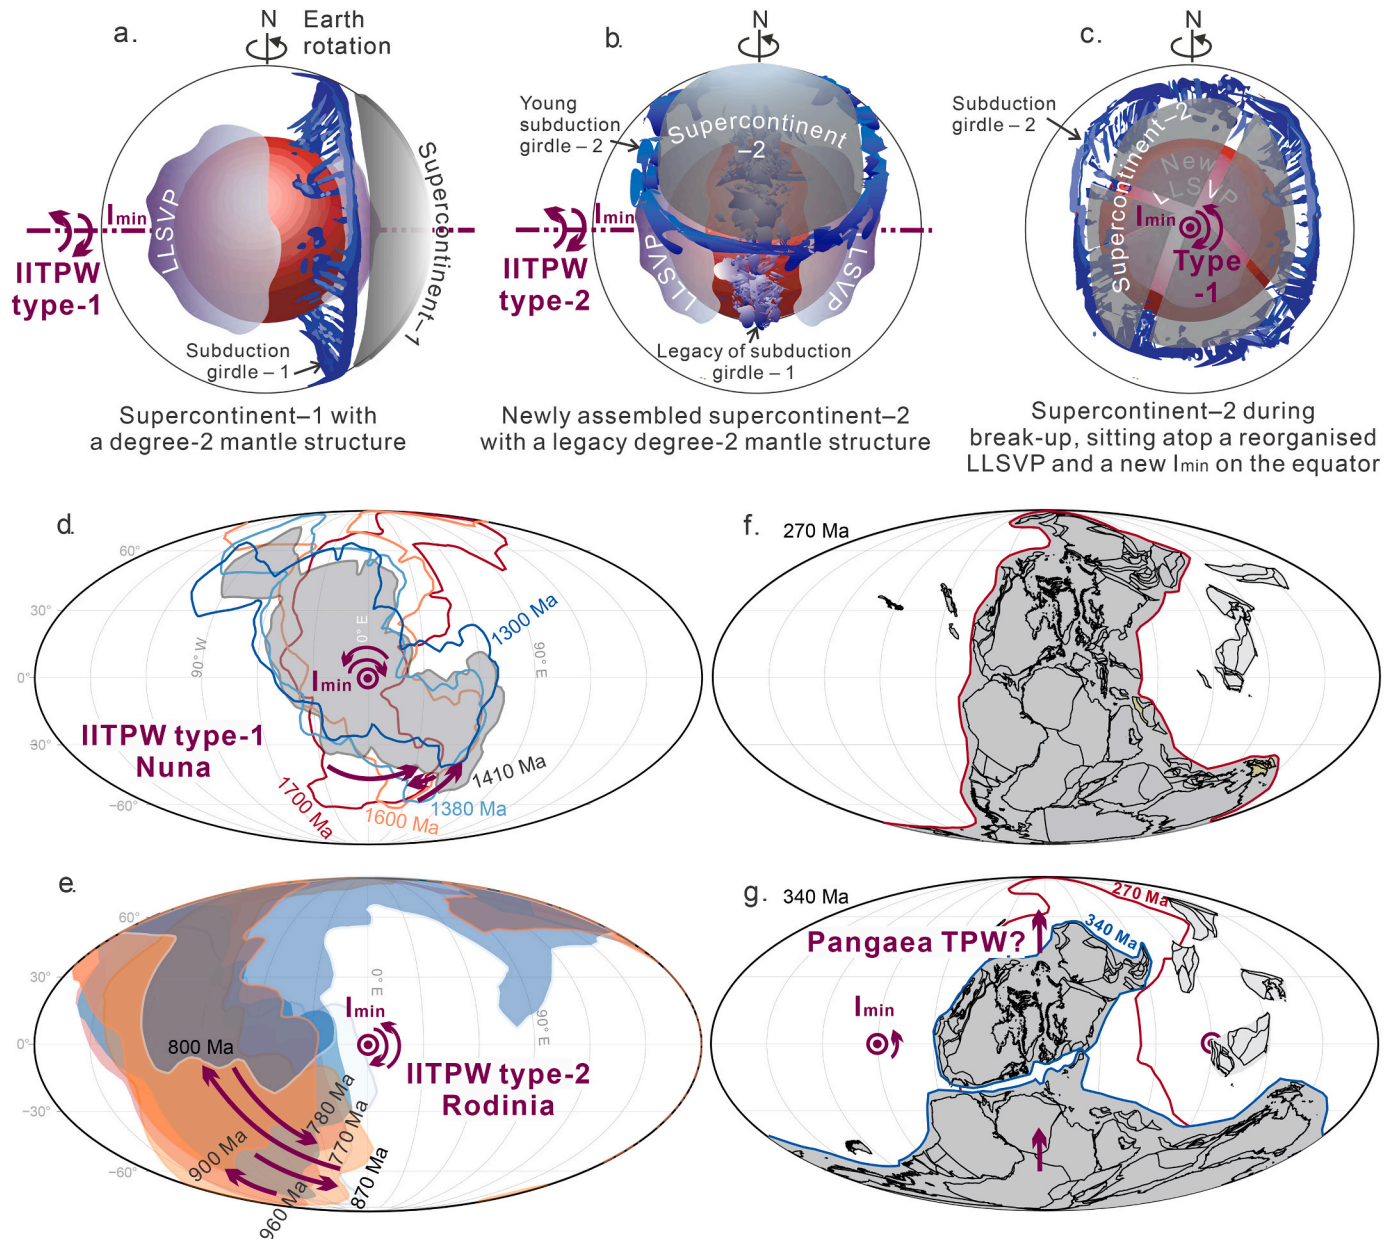 a.
N
Earth
rotation
LLSVP
Imin
IITPW
type-1
Supercontinent–1
Subduction
girdle – 1
Supercontinent–1 with
a degree-2 mantle structure
b.
N
Young
subduction
girdle – 2
Supercontinent
–2
Imin
IITPW
type-2
LLSVP
LLSVP
Legacy of subduction
girdle – 1
Newly assembled supercontinent–2
with a legacy degree-2 mantle structure
c.
N
Subduction
girdle – 2
Supercontinent–2
New
LLSVP
Imin
Type
-1
Supercontinent–2 during
break-up, sitting atop a reorganised
LLSVP and a new Imin on the equator
d.
60°
30°
0°
30°
−60°
90° W
0° E
90° E
Imin
IITPW type-1
Nuna
1300 Ma
1410 Ma
1380 Ma
1600 Ma
1700 Ma
e.
60°
30°
0°
−30°
−60°
0° E
90° E
Imin
IITPW type-2
Rodinia
800 Ma
780 Ma
770 Ma
900 Ma
870 Ma
960 Ma
f.
270 Ma
g.
340 Ma
270 Ma
340 Ma
Pangaea TPW?
Imin